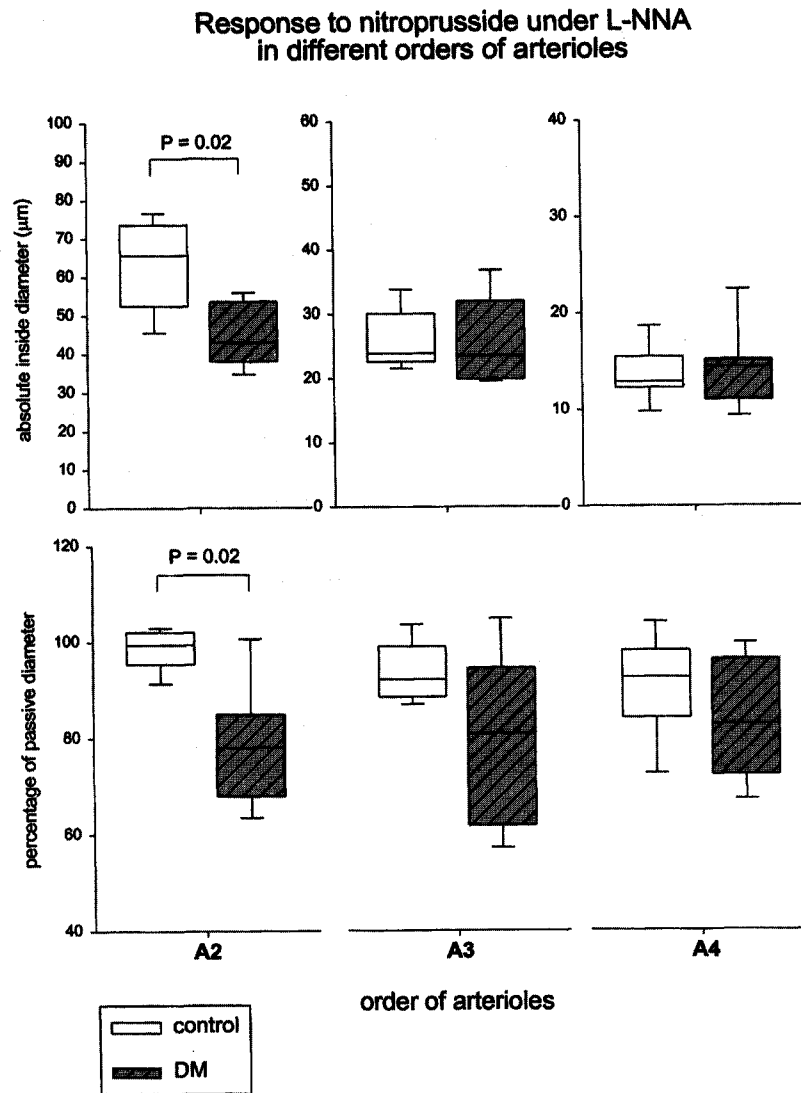 Response to nitroprusside under L-NNA
in different orders of arterioles
absolute inside diameter (μm)
100
90
80
70
60
50
40
30
20
10
0
P = 0.02
60
50
40
30
20
10
0
40
30
20
10
0
percentage of passive diameter
120
100
80
60
40
P = 0.02
A2
A3
A4
order of arterioles
control
DM